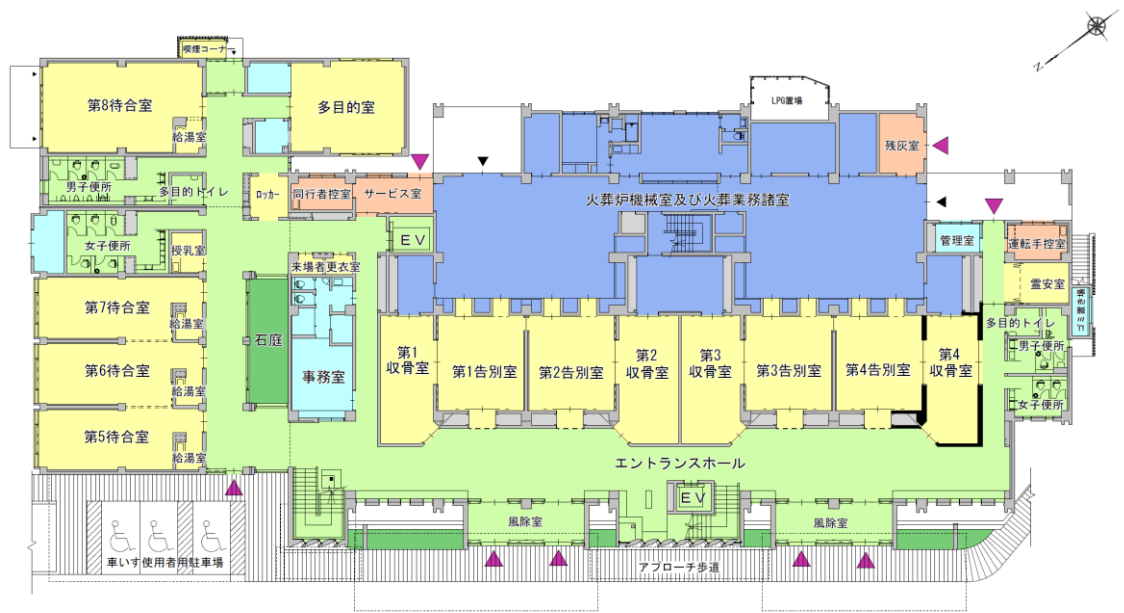 喫煙コーナー
N
第8待合室
多目的室
LPG置場
給湯室
残灰室
男子便所
多目的トイレ
ロッカー
同行者控室
サービス室
火葬炉機械室及び火葬業務諸室
女子便所
授乳室
EV
管理室
運転手控室
来場者更衣室
霊安室
第7待合室
給湯室
石庭
ゴミ置き場
多目的トイレ
男子便所
第1
収骨室
第1告別室
第2告別室
第2
収骨室
第3
収骨室
第3告別室
第4告別室
第4
収骨室
第6待合室
給湯室
事務室
女子便所
第5待合室
給湯室
エントランスホール
EV
風除室
風除室
車いす使用者用駐車場
アプローチ歩道